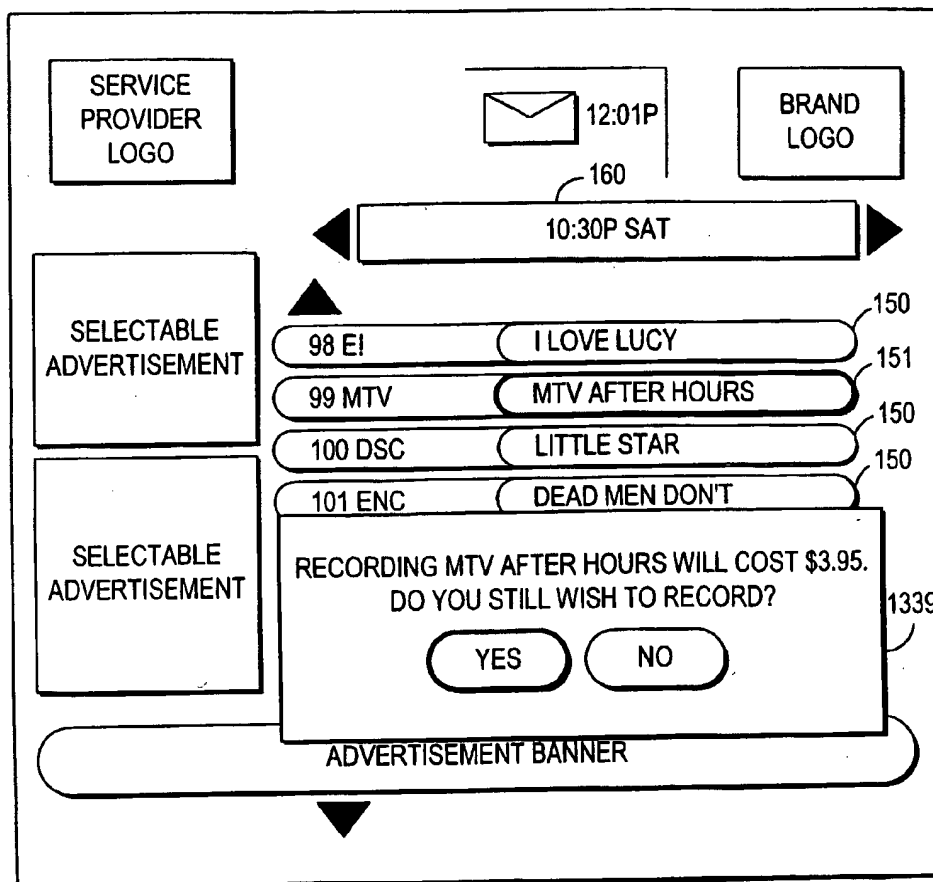 SERVICE
PROVIDER
LOGO
12:01P
BRAND
LOGO
160
10:30P SAT
SELECTABLE
ADVERTISEMENT
150
98 E! I LOVE LUCY
151
99 MTV MTV AFTER HOURS
150
100 DSC LITTLE STAR
150
101 ENC DEAD MEN DON'T
SELECTABLE
ADVERTISEMENT
RECORDING MTV AFTER HOURS WILL COST $3.95.
DO YOU STILL WISH TO RECORD?
1339
YES NO
ADVERTISEMENT BANNER